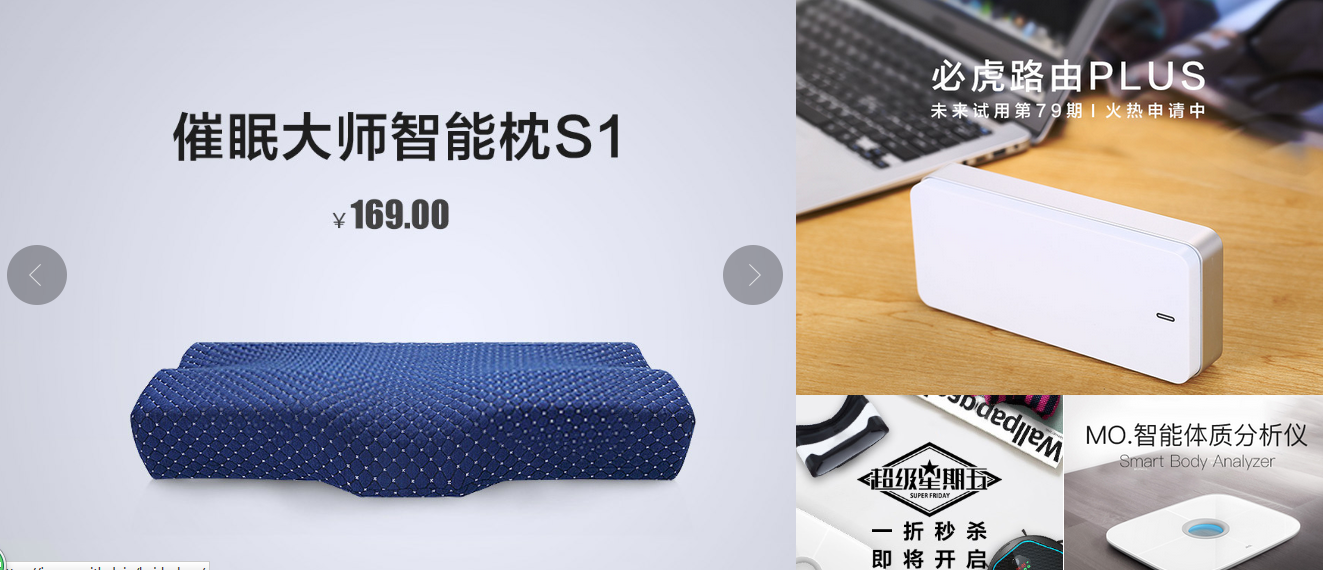 催眠大师智能枕S1
¥169.00
必虎路由PLUS
未来试用第79期 | 火热申请中
Wallpaper
超级星期五
SUPER FRIDAY
一折秒杀
即将开启
MO.智能体质分析仪
Smart Body Analyzer